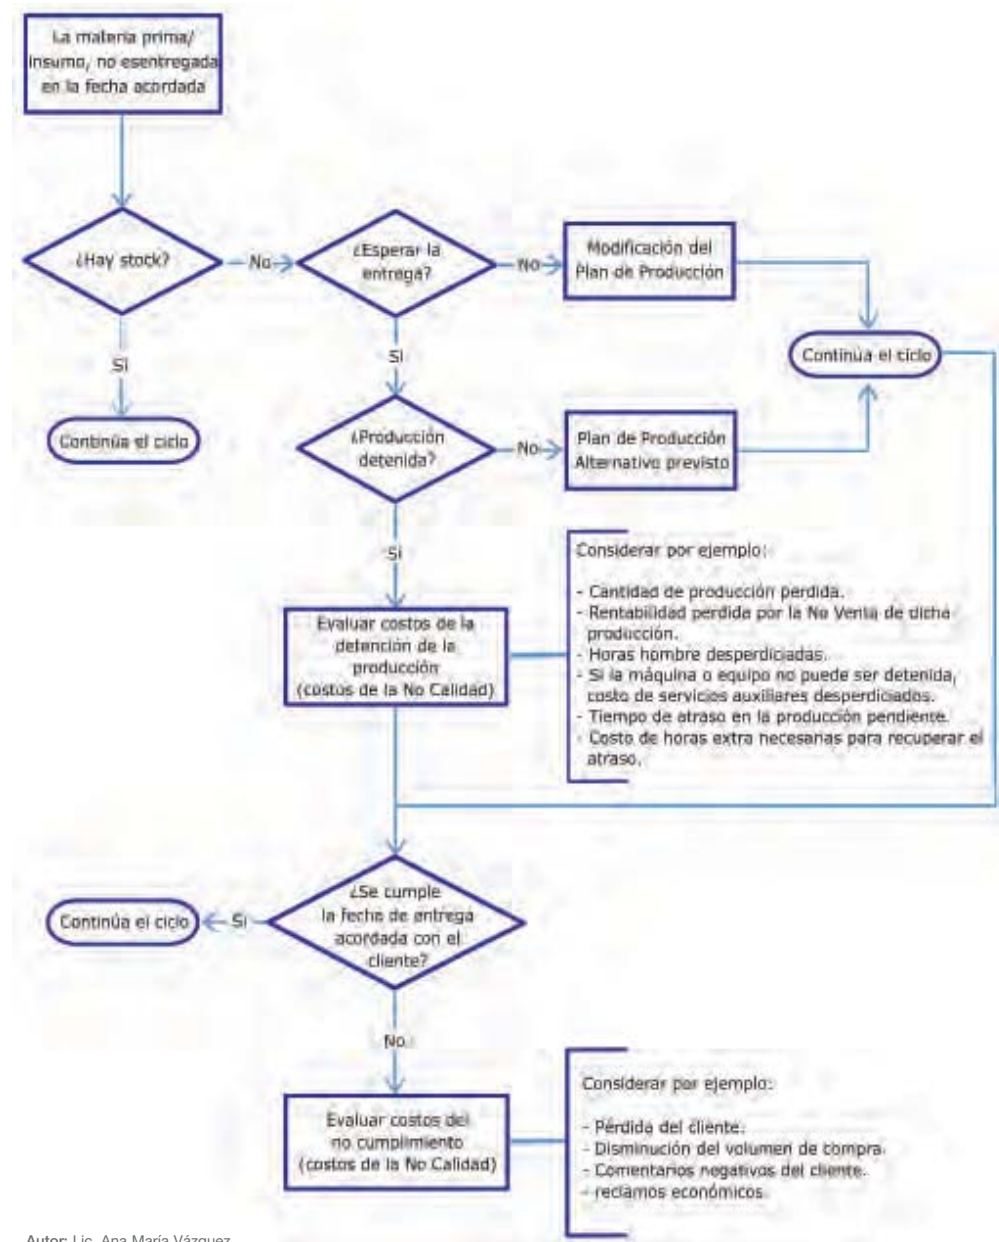 La materia prima/
insumo, no esentregada
en la fecha acordada
¿Hay stock?
No
¿Esperar la
entrega?
No
Modificación del
Plan de Producción
Si
Continúa el ciclo
Si
Continúa el ciclo
¿Producción
detenida?
No
Plan de Producción
Alternativo previsto
Si
Evaluar costos de la
detención de la
producción
(costos de la No Calidad)
Considerar por ejemplo:
- Cantidad de producción perdida.
- Rentabilidad perdida por la No Venta de dicha
producción.
- Horas hombre desperdiciadas.
- Si la máquina o equipo no puede ser detenida,
costo de servicios auxiliares desperdiciados.
- Tiempo de atraso en la producción pendiente.
- Costo de horas extra necesarias para recuperar el
atraso.
¿Se cumple
la fecha de entrega
acordada con el
cliente?
Si
Continúa el ciclo
No
Evaluar costos del
no cumplimiento
(costos de la No Calidad)
Considerar por ejemplo:
- Pérdida del cliente.
- Disminución del volumen de compra.
- Comentarios negativos del cliente.
- reclamos económicos.
Autor: Lic. Ana María Vázquez